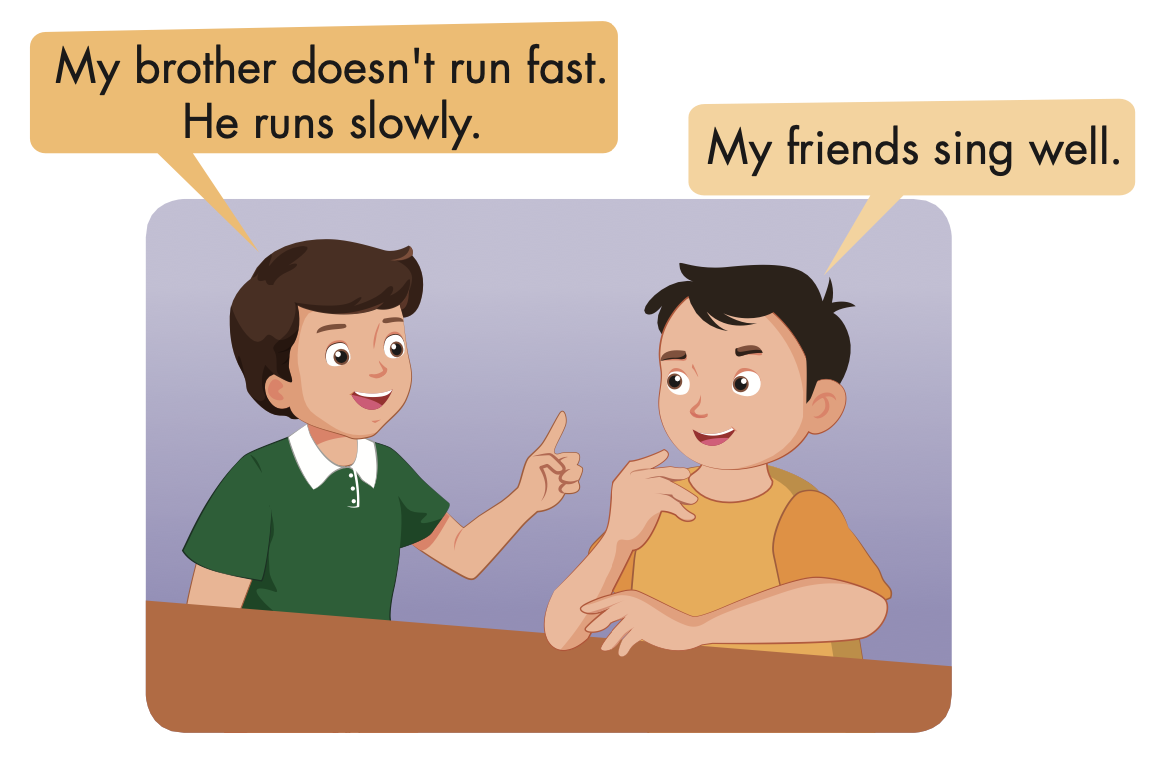 My brother doesn't run fast.
He runs slowly.
My friends sing well.